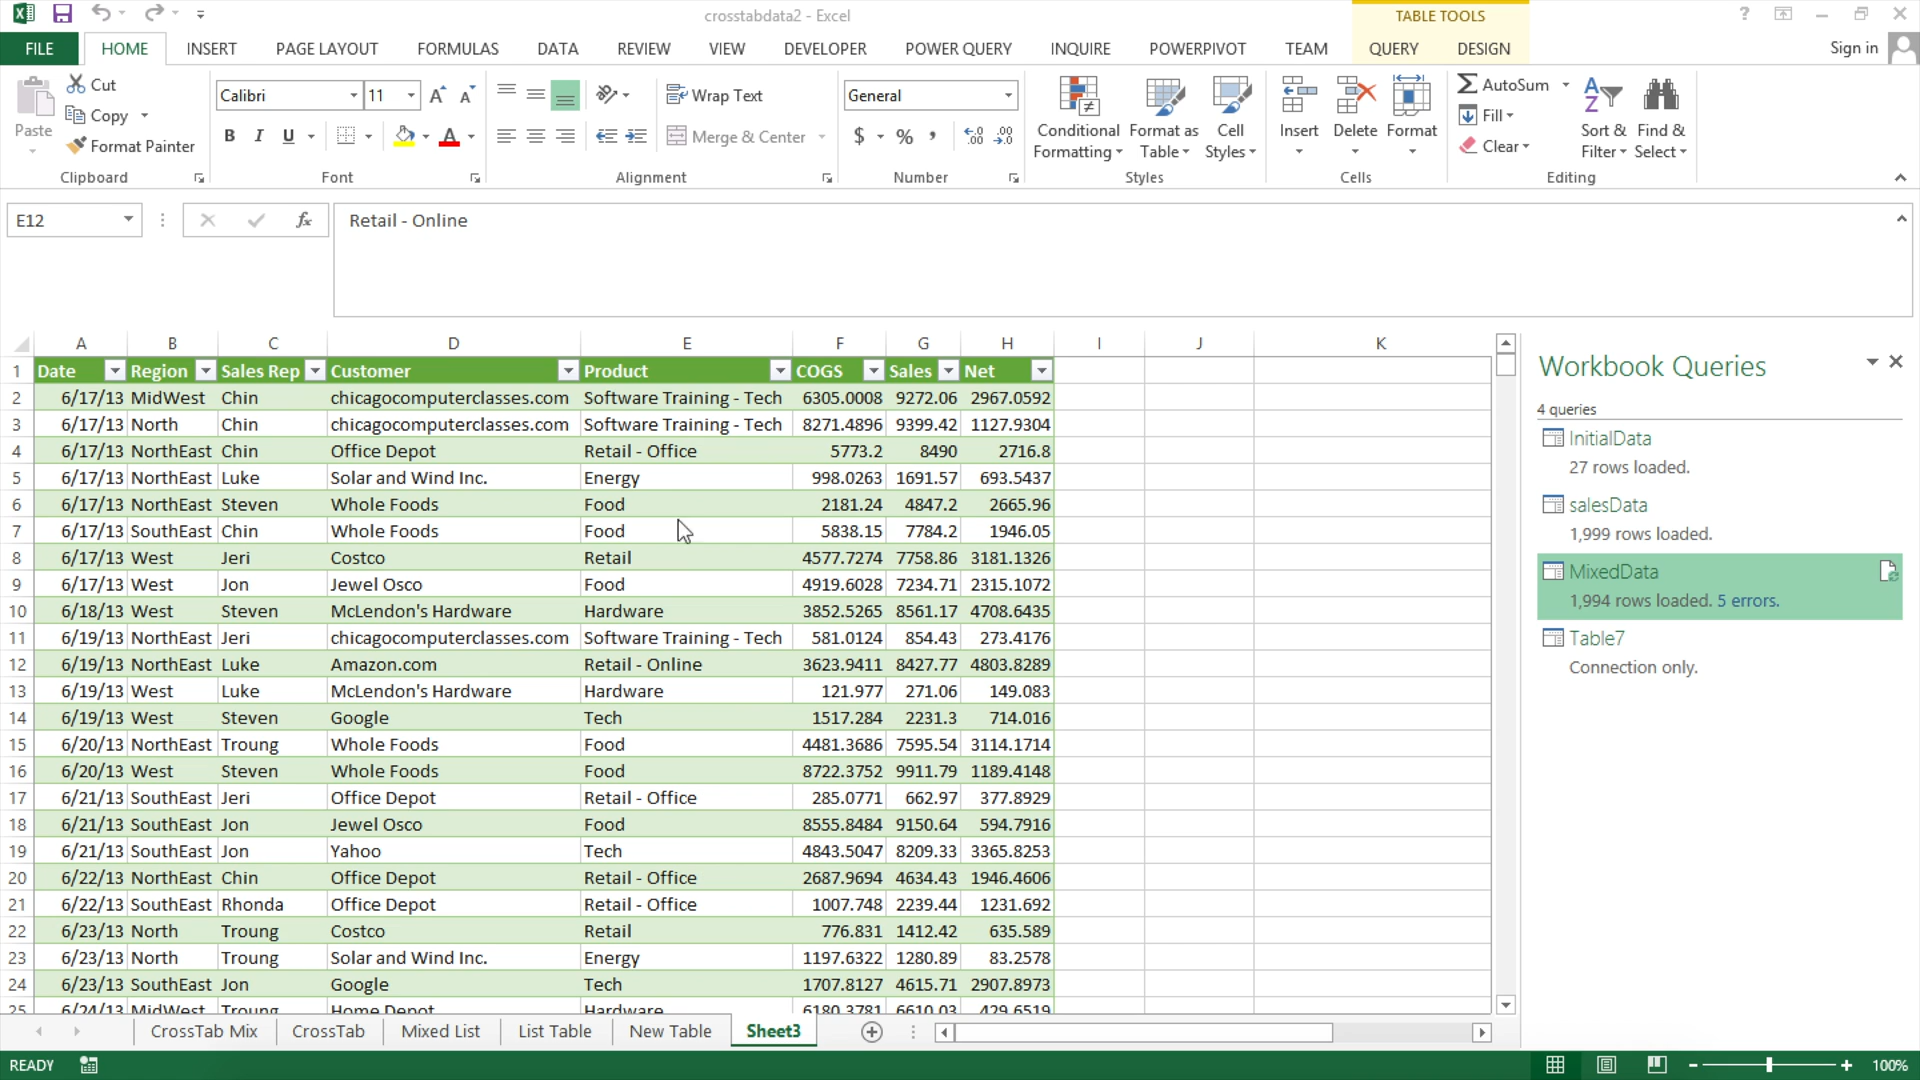 crosstabdata2 - Excel
TABLE TOOLS
FILE HOME INSERT PAGE LAYOUT FORMULAS DATA REVIEW VIEW DEVELOPER POWER QUERY INQUIRE POWERPIVOT TEAM QUERY DESIGN Sign in
Paste
Cut
Copy
Format Painter
Clipboard
Calibri 11
B I U A
Font
Wrap Text
Merge & Center
Alignment
General
$ % ,
Number
Conditional Formatting
Format as Table
Cell Styles
Styles
Insert Delete Format
Cells
AutoSum
Fill
Clear
Sort & Filter
Find & Select
Editing
E12 fx Retail - Online
A B C D E F G H I J K
1 Date Region Sales Rep Customer Product COGS Sales Net
2 6/17/13 MidWest Chin chicagocomputerclasses.com Software Training - Tech 6305.0008 9272.06 2967.0592
3 6/17/13 North Chin chicagocomputerclasses.com Software Training - Tech 8271.4896 9399.42 1127.9304
4 6/17/13 NorthEast Chin Office Depot Retail - Office 5773.2 8490 2716.8
5 6/17/13 NorthEast Luke Solar and Wind Inc. Energy 998.0263 1691.57 693.5437
6 6/17/13 NorthEast Steven Whole Foods Food 2181.24 4847.2 2665.96
7 6/17/13 SouthEast Chin Whole Foods Food 5838.15 7784.2 1946.05
8 6/17/13 West Jeri Costco Retail 4577.7274 7758.86 3181.1326
9 6/17/13 West Jon Jewel Osco Food 4919.6028 7234.71 2315.1072
10 6/18/13 West Steven McLendon's Hardware Hardware 3852.5265 8561.17 4708.6435
11 6/19/13 NorthEast Jeri chicagocomputerclasses.com Software Training - Tech 581.0124 854.43 273.4176
12 6/19/13 NorthEast Luke Amazon.com Retail - Online 3623.9411 8427.77 4803.8289
13 6/19/13 West Luke McLendon's Hardware Hardware 121.977 271.06 149.083
14 6/19/13 West Steven Google Tech 1517.284 2231.3 714.016
15 6/20/13 NorthEast Troung Whole Foods Food 4481.3686 7595.54 3114.1714
16 6/20/13 West Steven Whole Foods Food 8722.3752 9911.79 1189.4148
17 6/21/13 SouthEast Jeri Office Depot Retail - Office 285.0771 662.97 377.8929
18 6/21/13 SouthEast Jon Jewel Osco Food 8555.8484 9150.64 594.7916
19 6/21/13 SouthEast Jon Yahoo Tech 4843.5047 8209.33 3365.8253
20 6/22/13 NorthEast Chin Office Depot Retail - Office 2687.9694 4634.43 1946.4606
21 6/22/13 SouthEast Rhonda Office Depot Retail - Office 1007.748 2239.44 1231.692
22 6/23/13 North Troung Costco Retail 776.831 1412.42 635.589
23 6/23/13 North Troung Solar and Wind Inc. Energy 1197.6322 1280.89 83.2578
24 6/23/13 SouthEast Jon Google Tech 1707.8127 4615.71 2907.8973
25 6/24/13 MidWest Troung Home Depot Hardware 6180.3781 6610.03 429.6519
Workbook Queries
4 queries
InitialData
27 rows loaded.
salesData
1,999 rows loaded.
MixedData
1,994 rows loaded. 5 errors.
Table7
Connection only.
CrossTab Mix CrossTab Mixed List List Table New Table Sheet3
READY 100%